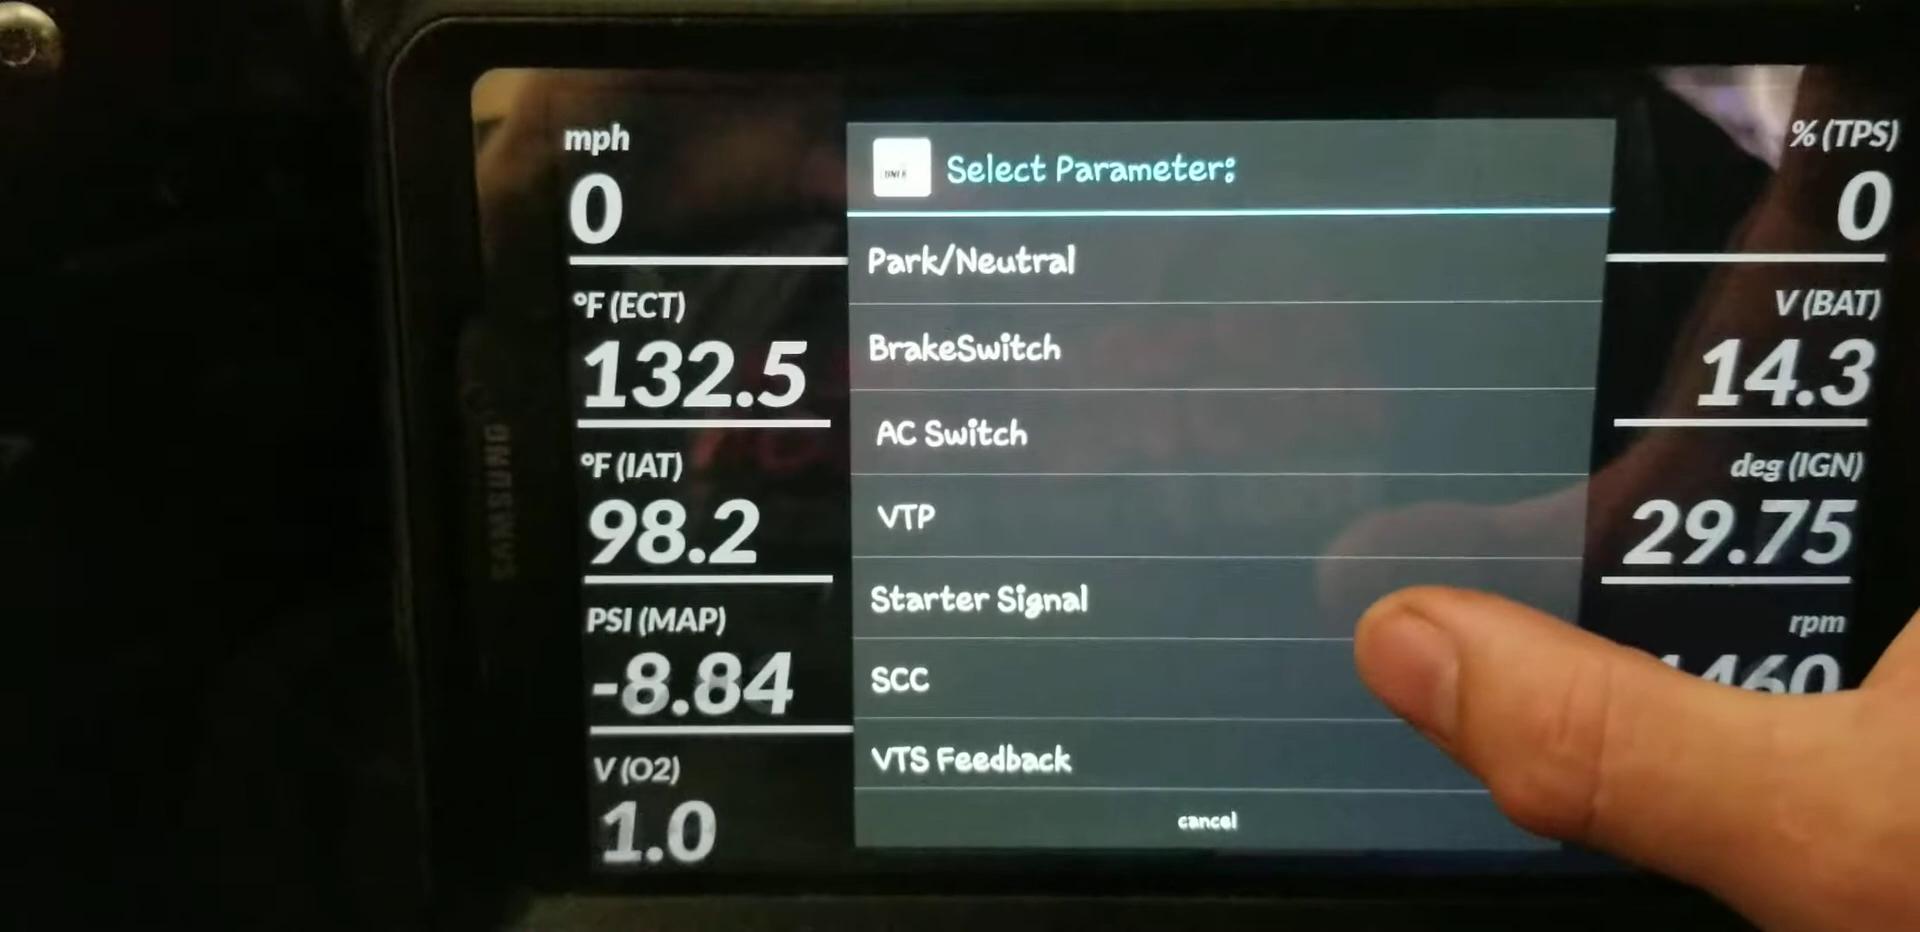 mph
0
°F (ECT)
132.5
°F (IAT)
98.2
PSI (MAP)
-8.84
V (O2)
1.0
SAMSUNG
Select Parameter:
Park/Neutral
BrakeSwitch
AC Switch
VTP
Starter Signal
SCC
VTS Feedback
cancel
% (TPS)
0
V (BAT)
14.3
deg (IGN)
29.75
rpm